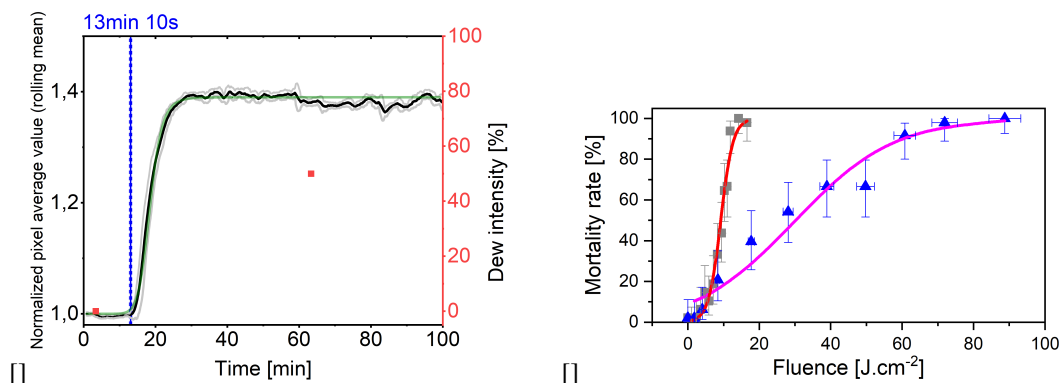 13min 10s
Normalized pixel average value (rolling mean)
1,4
1,2
1,0
0 20 40 60 80 100
Time [min]
100
80
60
40
20
0
Dew intensity [%]
[]
Mortality rate [%]
100
80
60
40
20
0
0 20 40 60 80 100
Fluence [J.cm-2]
[]